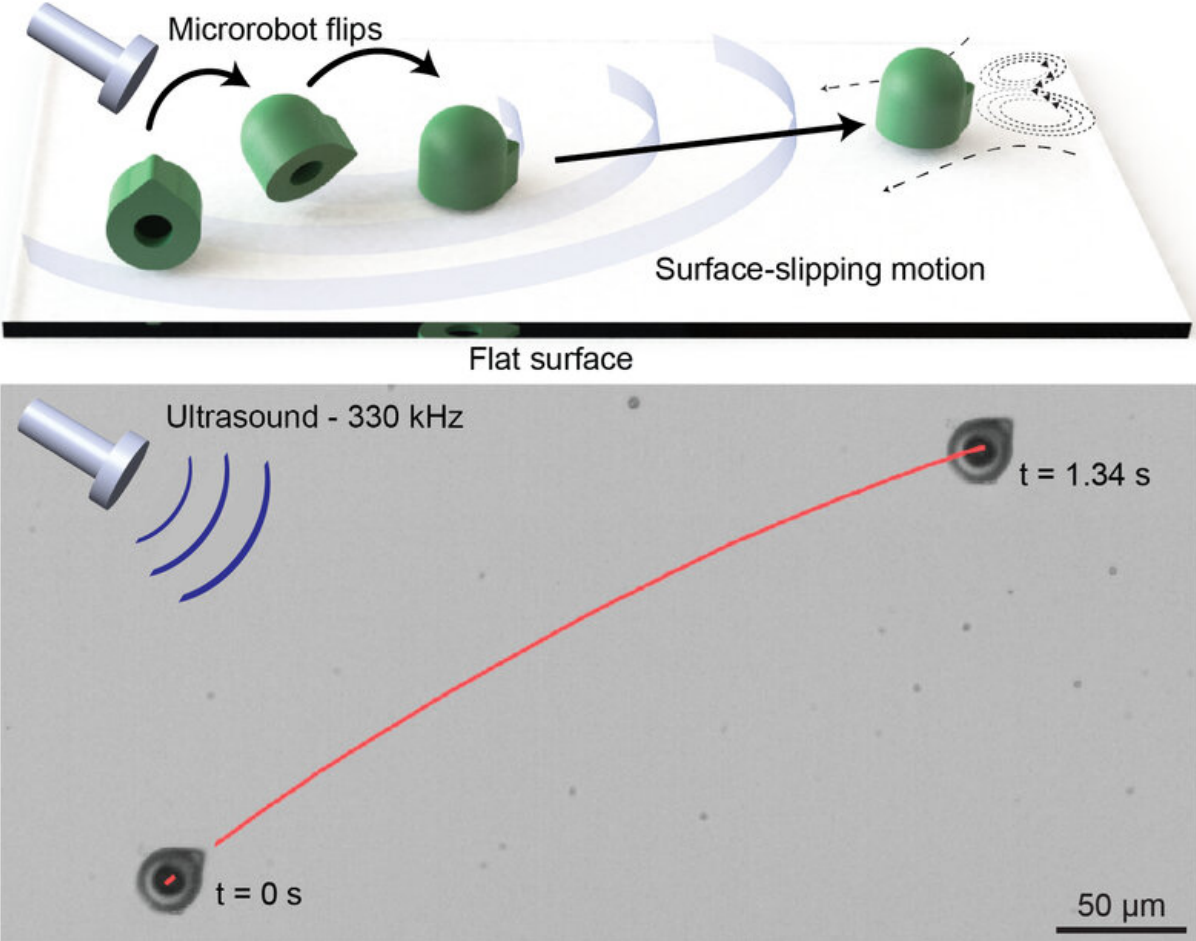 Microrobot flips
Surface-slipping motion
Flat surface
Ultrasound - 330 kHz
t = 1.34 s
t = 0 s
50 µm